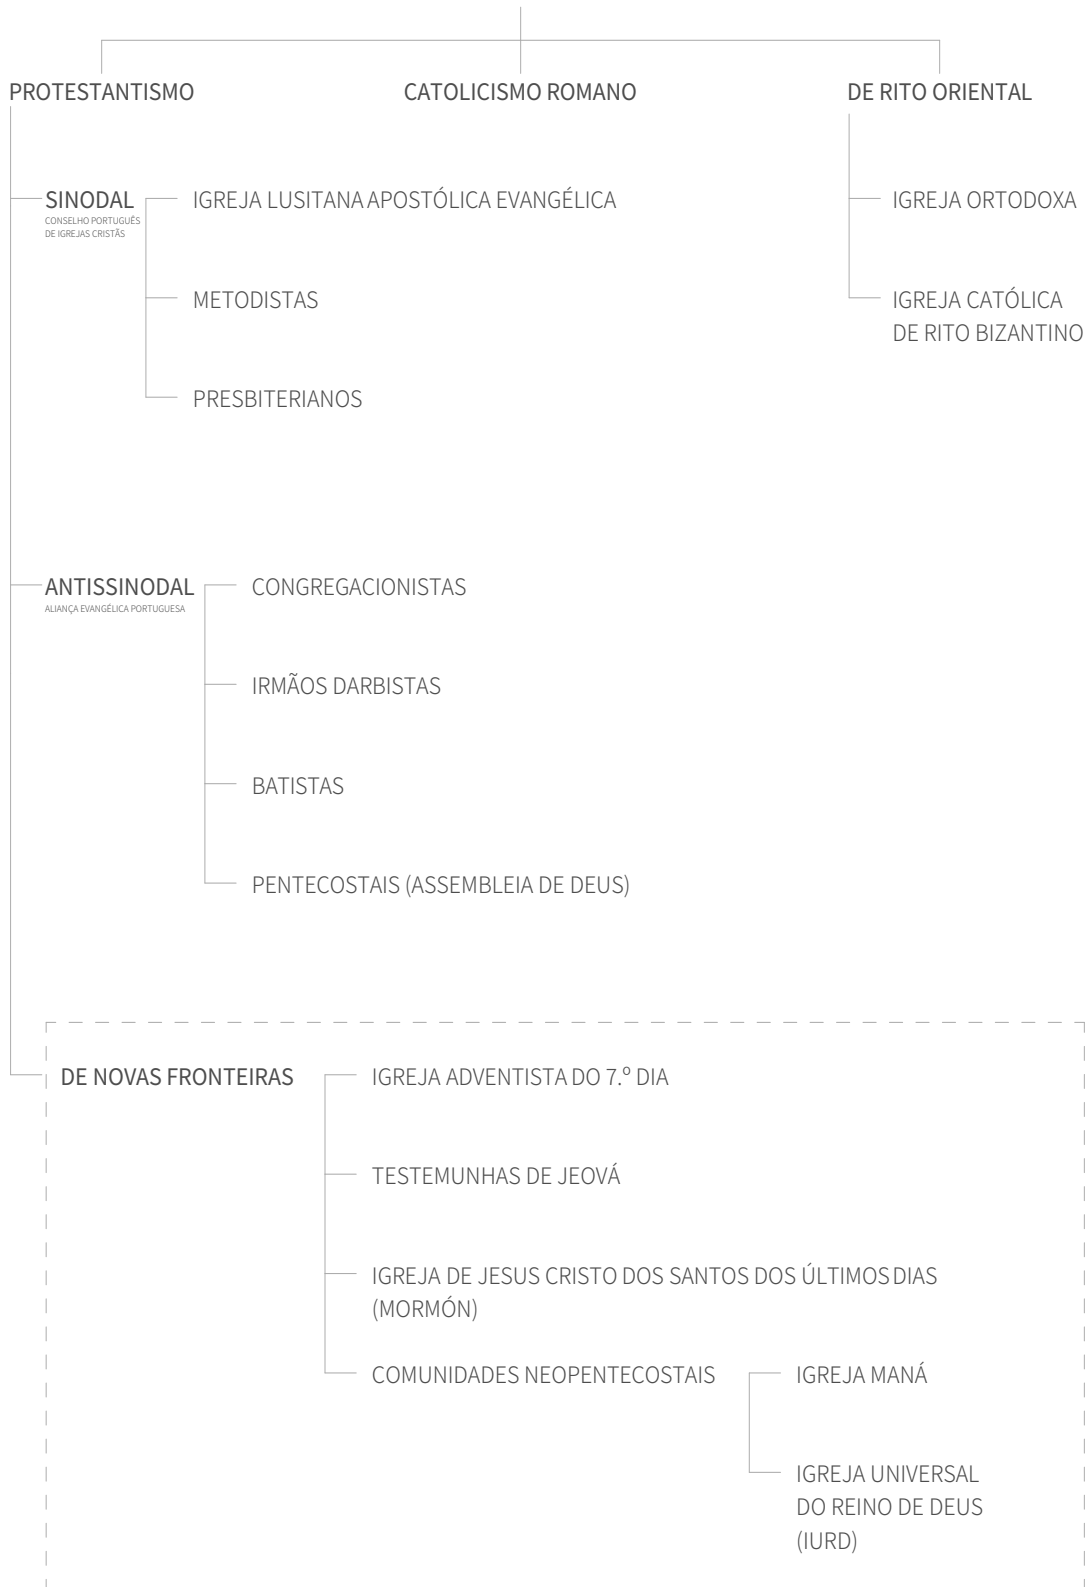 PROTESTANTISMO
CATOLICISMO ROMANO
DE RITO ORIENTAL
SINODAL
CONSELHO PORTUGUÊS
DE IGREJAS CRISTÃS
IGREJA LUSITANA APOSTÓLICA EVANGÉLICA
METODISTAS
PRESBITERIANOS
IGREJA ORTODOXA
IGREJA CATÓLICA
DE RITO BIZANTINO
ANTISSINODAL
ALIANÇA EVANGÉLICA PORTUGUESA
CONGREGACIONISTAS
IRMÃOS DARBISTAS
BATISTAS
PENTECOSTAIS (ASSEMBLEIA DE DEUS)
DE NOVAS FRONTEIRAS
IGREJA ADVENTISTA DO 7.º DIA
TESTEMUNHAS DE JEOVÁ
IGREJA DE JESUS CRISTO DOS SANTOS DOS ÚLTIMOS DIAS
(MORMÓN)
COMUNIDADES NEOPENTECOSTAIS
IGREJA MANÁ
IGREJA UNIVERSAL
DO REINO DE DEUS
(IURD)